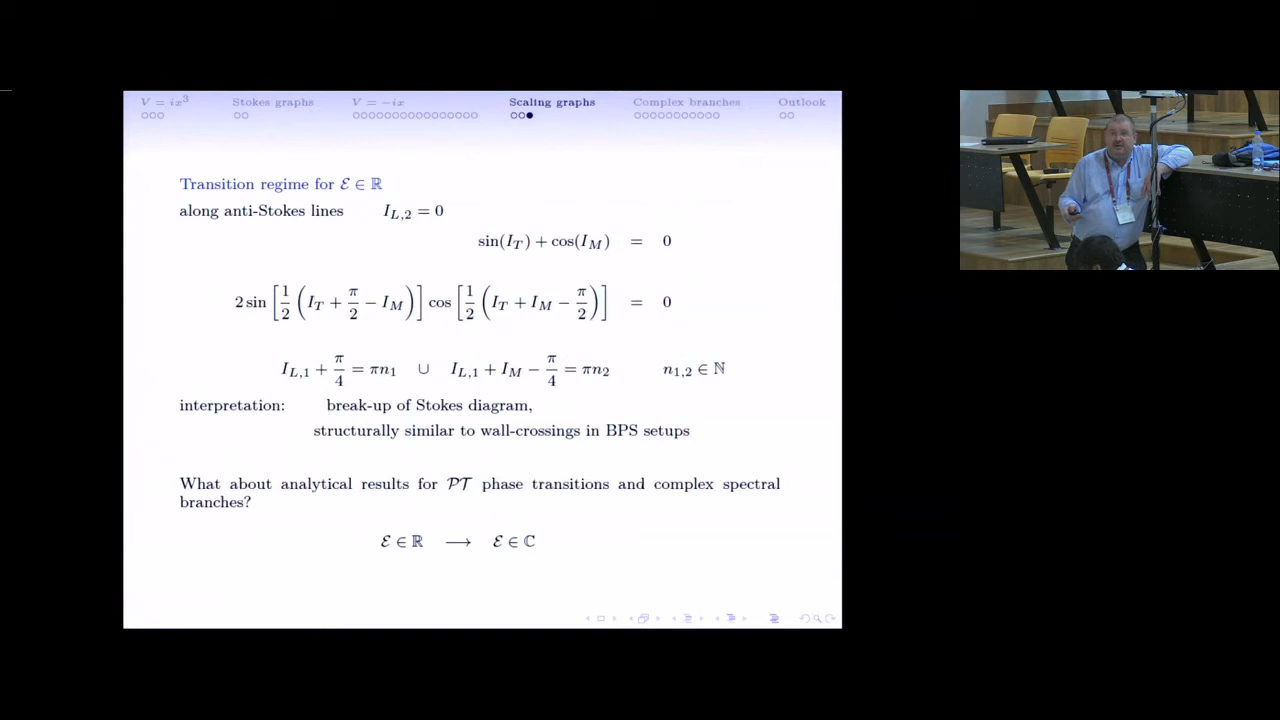 V = ix³ Stokes graphs V = −ix Scaling graphs Complex branches Outlook
Transition regime for ℰ ∈ ℝ
along anti-Stokes lines I_{L,2} = 0
sin(I_T) + cos(I_M) = 0
2 sin [1/2 (I_T + π/2 − I_M)] cos [1/2 (I_T + I_M − π/2)] = 0
I_{L,1} + π/4 = πn₁ ∪ I_{L,1} + I_M − π/4 = πn₂ n_{1,2} ∈ ℕ
interpretation: break-up of Stokes diagram,
structurally similar to wall-crossings in BPS setups
What about analytical results for 𝒫𝒯 phase transitions and complex spectral
branches?
ℰ ∈ ℝ ⟶ ℰ ∈ ℂ